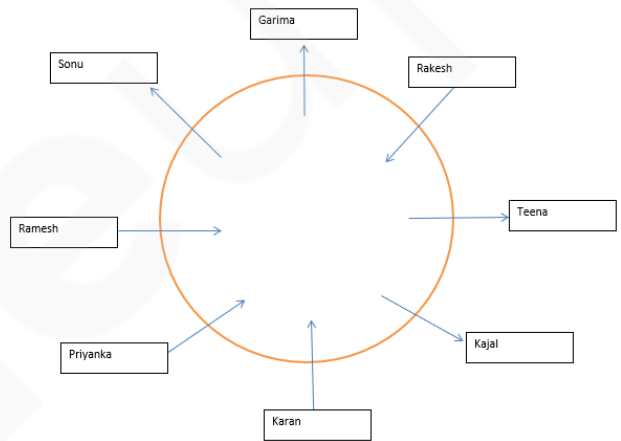 Garima
Sonu
Rakesh
Ramesh
Teena
Priyanka
Kajal
Karan